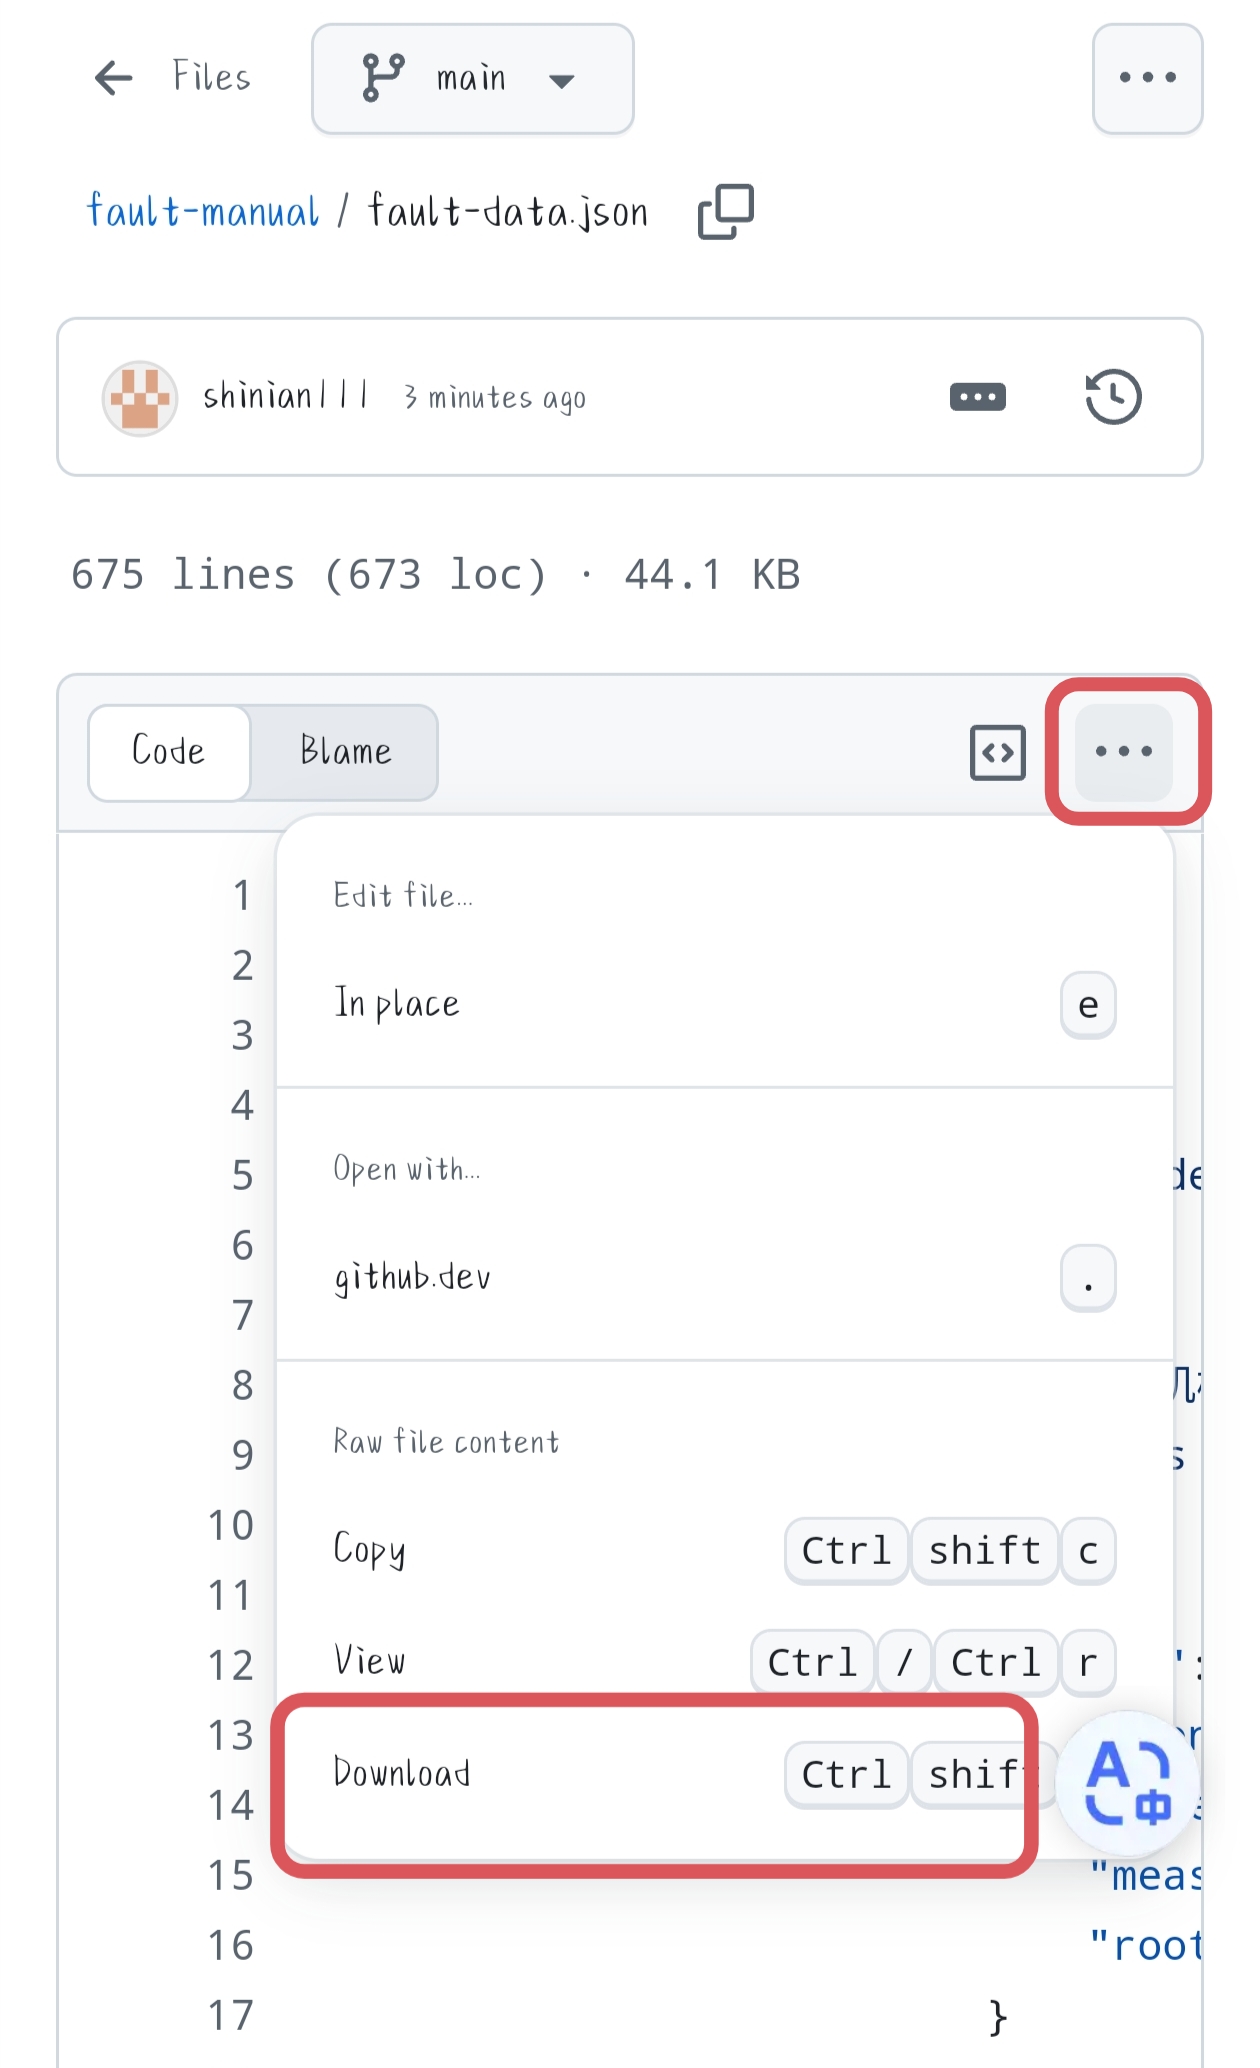 Files main
fault-manual / fault-data.json
shinian111 3 minutes ago
675 lines (673 loc) · 44.1 KB
Code Blame
1 Edit file...
2
In place e
3
4
5 Open with...
6
github.dev .
7
8
9 Raw file content
s
10
Copy Ctrl shift c
11
12 View Ctrl / Ctrl r
':
13
Download Ctrl shift
14
15 "meas
16 "root
17 }
A 中